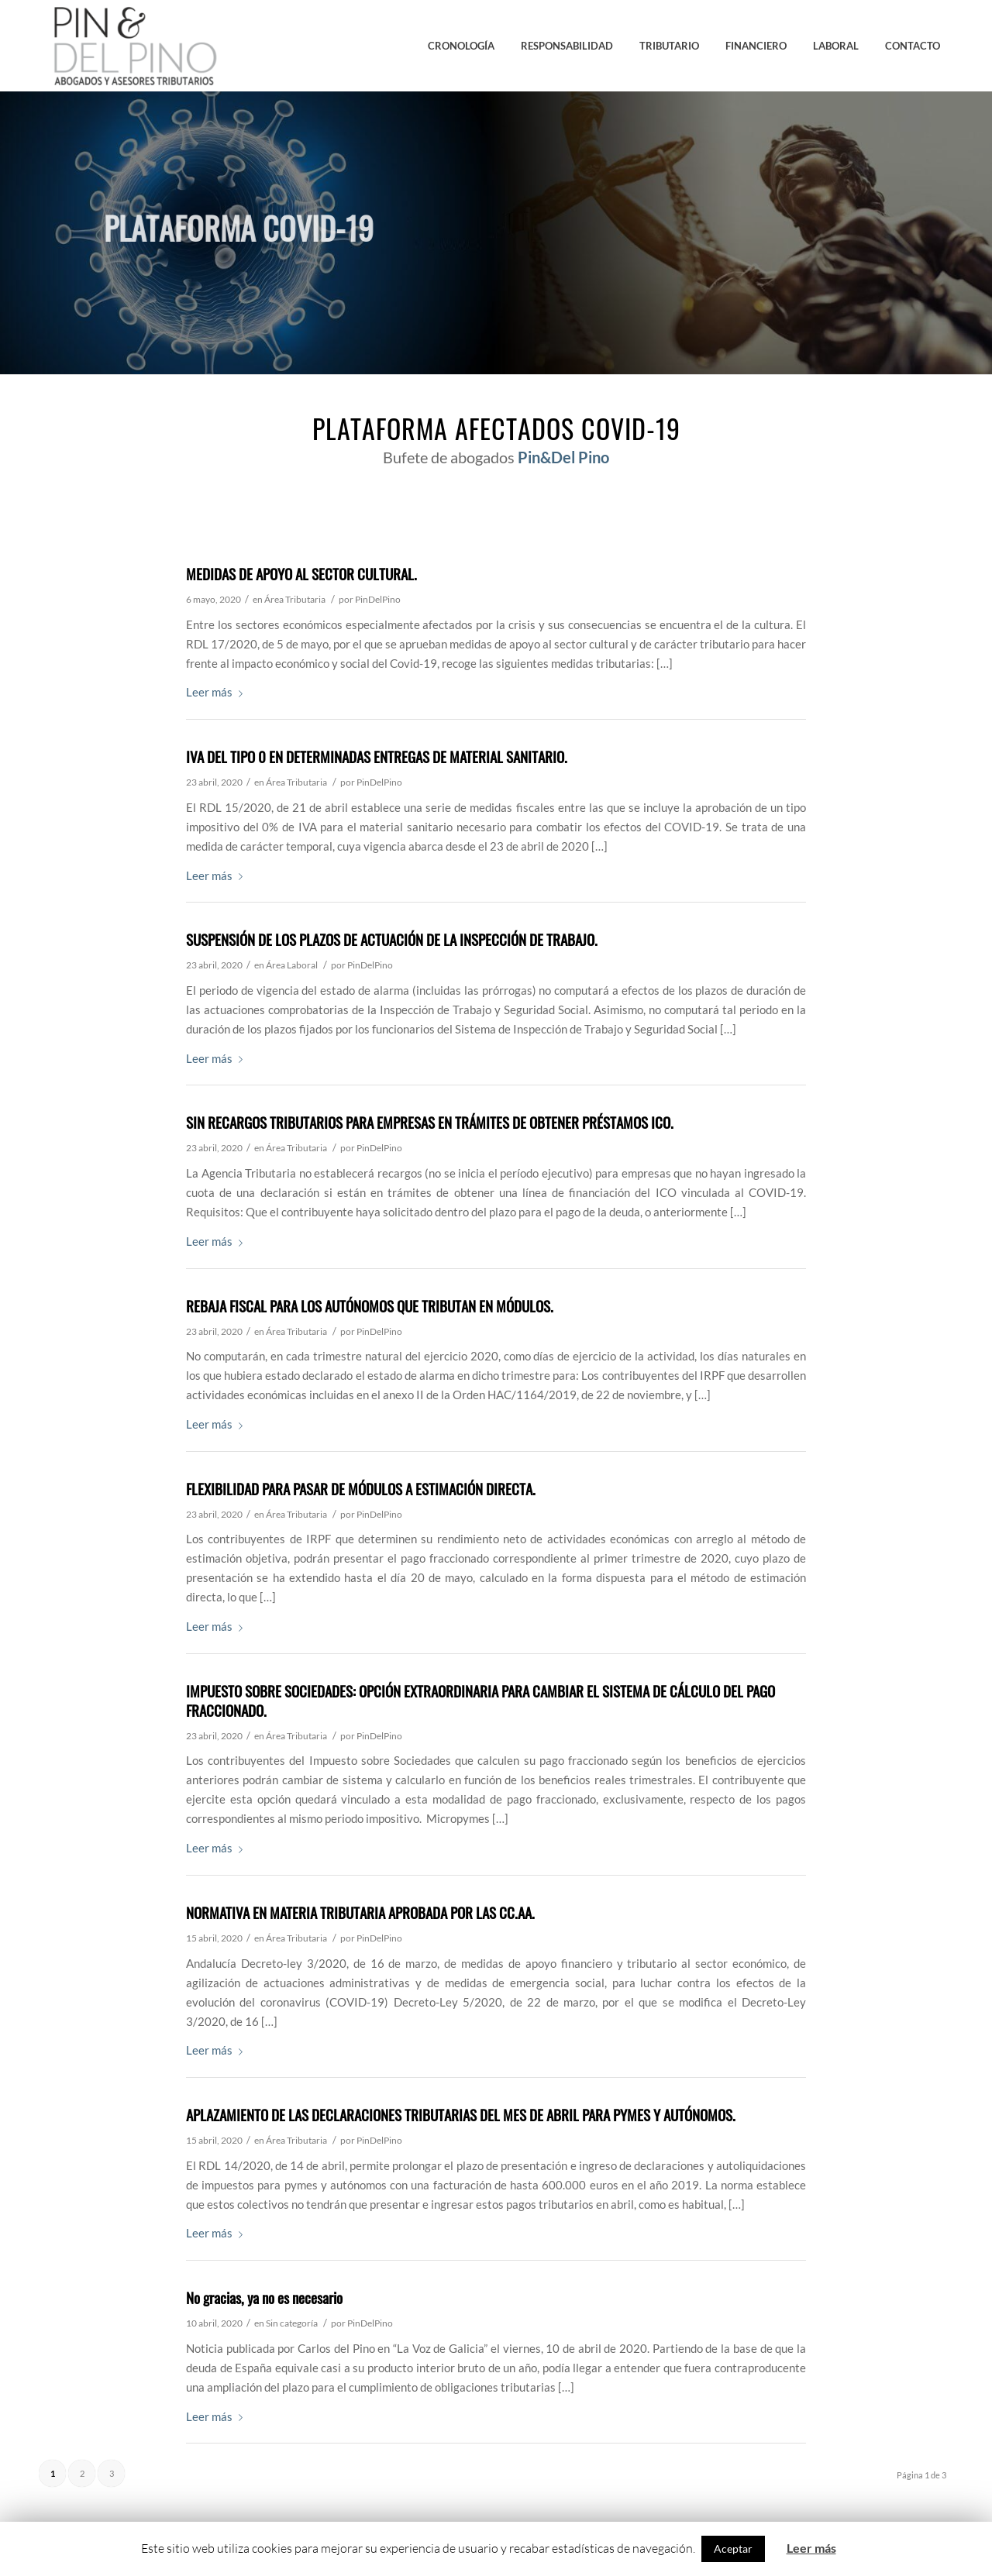 PIN &
DEL PINO
ABOGADOS Y ASESORES TRIBUTARIOS
CRONOLOGÍA RESPONSABILIDAD TRIBUTARIO FINANCIERO LABORAL CONTACTO
PLATAFORMA COVID-19
PLATAFORMA AFECTADOS COVID-19
Bufete de abogados Pin&Del Pino
MEDIDAS DE APOYO AL SECTOR CULTURAL.
6 mayo, 2020 / en Área Tributaria / por PinDelPino
Entre los sectores económicos especialmente afectados por la crisis y sus consecuencias se encuentra el de la cultura. El
RDL 17/2020, de 5 de mayo, por el que se aprueban medidas de apoyo al sector cultural y de carácter tributario para hacer
frente al impacto económico y social del Covid-19, recoge las siguientes medidas tributarias: […]
Leer más
IVA DEL TIPO 0 EN DETERMINADAS ENTREGAS DE MATERIAL SANITARIO.
23 abril, 2020 / en Área Tributaria / por PinDelPino
El RDL 15/2020, de 21 de abril establece una serie de medidas fiscales entre las que se incluye la aprobación de un tipo
impositivo del 0% de IVA para el material sanitario necesario para combatir los efectos del COVID-19. Se trata de una
medida de carácter temporal, cuya vigencia abarca desde el 23 de abril de 2020 […]
Leer más
SUSPENSIÓN DE LOS PLAZOS DE ACTUACIÓN DE LA INSPECCIÓN DE TRABAJO.
23 abril, 2020 / en Área Laboral / por PinDelPino
El periodo de vigencia del estado de alarma (incluidas las prórrogas) no computará a efectos de los plazos de duración de
las actuaciones comprobatorias de la Inspección de Trabajo y Seguridad Social. Asimismo, no computará tal periodo en la
duración de los plazos fijados por los funcionarios del Sistema de Inspección de Trabajo y Seguridad Social […]
Leer más
SIN RECARGOS TRIBUTARIOS PARA EMPRESAS EN TRÁMITES DE OBTENER PRÉSTAMOS ICO.
23 abril, 2020 / en Área Tributaria / por PinDelPino
La Agencia Tributaria no establecerá recargos (no se inicia el período ejecutivo) para empresas que no hayan ingresado la
cuota de una declaración si están en trámites de obtener una línea de financiación del ICO vinculada al COVID-19.
Requisitos: Que el contribuyente haya solicitado dentro del plazo para el pago de la deuda, o anteriormente […]
Leer más
REBAJA FISCAL PARA LOS AUTÓNOMOS QUE TRIBUTAN EN MÓDULOS.
23 abril, 2020 / en Área Tributaria / por PinDelPino
No computarán, en cada trimestre natural del ejercicio 2020, como días de ejercicio de la actividad, los días naturales en
los que hubiera estado declarado el estado de alarma en dicho trimestre para: Los contribuyentes del IRPF que desarrollen
actividades económicas incluidas en el anexo II de la Orden HAC/1164/2019, de 22 de noviembre, y […]
Leer más
FLEXIBILIDAD PARA PASAR DE MÓDULOS A ESTIMACIÓN DIRECTA.
23 abril, 2020 / en Área Tributaria / por PinDelPino
Los contribuyentes de IRPF que determinen su rendimiento neto de actividades económicas con arreglo al método de
estimación objetiva, podrán presentar el pago fraccionado correspondiente al primer trimestre de 2020, cuyo plazo de
presentación se ha extendido hasta el día 20 de mayo, calculado en la forma dispuesta para el método de estimación
directa, lo que […]
Leer más
IMPUESTO SOBRE SOCIEDADES: OPCIÓN EXTRAORDINARIA PARA CAMBIAR EL SISTEMA DE CÁLCULO DEL PAGO
FRACCIONADO.
23 abril, 2020 / en Área Tributaria / por PinDelPino
Los contribuyentes del Impuesto sobre Sociedades que calculen su pago fraccionado según los beneficios de ejercicios
anteriores podrán cambiar de sistema y calcularlo en función de los beneficios reales trimestrales. El contribuyente que
ejercite esta opción quedará vinculado a esta modalidad de pago fraccionado, exclusivamente, respecto de los pagos
correspondientes al mismo periodo impositivo. Micropymes […]
Leer más
NORMATIVA EN MATERIA TRIBUTARIA APROBADA POR LAS CC.AA.
15 abril, 2020 / en Área Tributaria / por PinDelPino
Andalucía Decreto-ley 3/2020, de 16 de marzo, de medidas de apoyo financiero y tributario al sector económico, de
agilización de actuaciones administrativas y de medidas de emergencia social, para luchar contra los efectos de la
evolución del coronavirus (COVID-19) Decreto-Ley 5/2020, de 22 de marzo, por el que se modifica el Decreto-Ley
3/2020, de 16 […]
Leer más
APLAZAMIENTO DE LAS DECLARACIONES TRIBUTARIAS DEL MES DE ABRIL PARA PYMES Y AUTÓNOMOS.
15 abril, 2020 / en Área Tributaria / por PinDelPino
El RDL 14/2020, de 14 de abril, permite prolongar el plazo de presentación e ingreso de declaraciones y autoliquidaciones
de impuestos para pymes y autónomos con una facturación de hasta 600.000 euros en el año 2019. La norma establece
que estos colectivos no tendrán que presentar e ingresar estos pagos tributarios en abril, como es habitual, […]
Leer más
No gracias, ya no es necesario
10 abril, 2020 / en Sin categoría / por PinDelPino
Noticia publicada por Carlos del Pino en “La Voz de Galicia” el viernes, 10 de abril de 2020. Partiendo de la base de que la
deuda de España equivale casi a su producto interior bruto de un año, podía llegar a entender que fuera contraproducente
una ampliación del plazo para el cumplimiento de obligaciones tributarias […]
Leer más
1 2 3 Página 1 de 3
Este sitio web utiliza cookies para mejorar su experiencia de usuario y recabar estadísticas de navegación. Aceptar Leer más